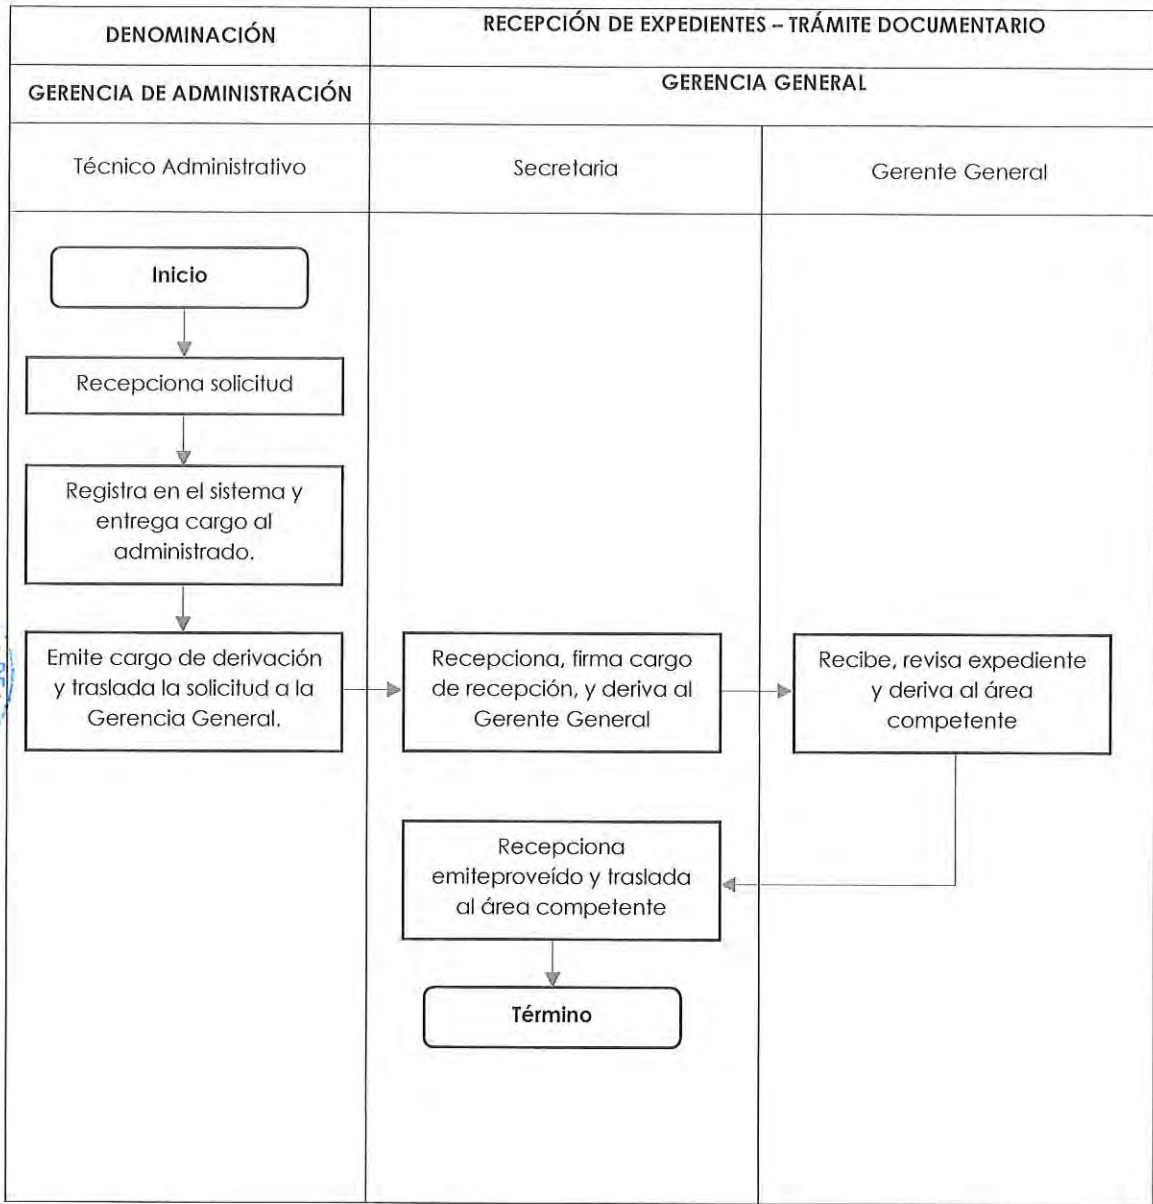 DENOMINACIÓN
RECEPCIÓN DE EXPEDIENTES – TRÁMITE DOCUMENTARIO
GERENCIA DE ADMINISTRACIÓN
GERENCIA GENERAL
Técnico Administrativo
Secretaria
Gerente General
Inicio
Recepciona solicitud
Registra en el sistema y
entrega cargo al
administrado.
Emite cargo de derivación
y traslada la solicitud a la
Gerencia General.
Recepciona, firma cargo
de recepción, y deriva al
Gerente General
Recibe, revisa expediente
y deriva al área
competente
Recepciona
emiteproveído y traslada
al área competente
Término